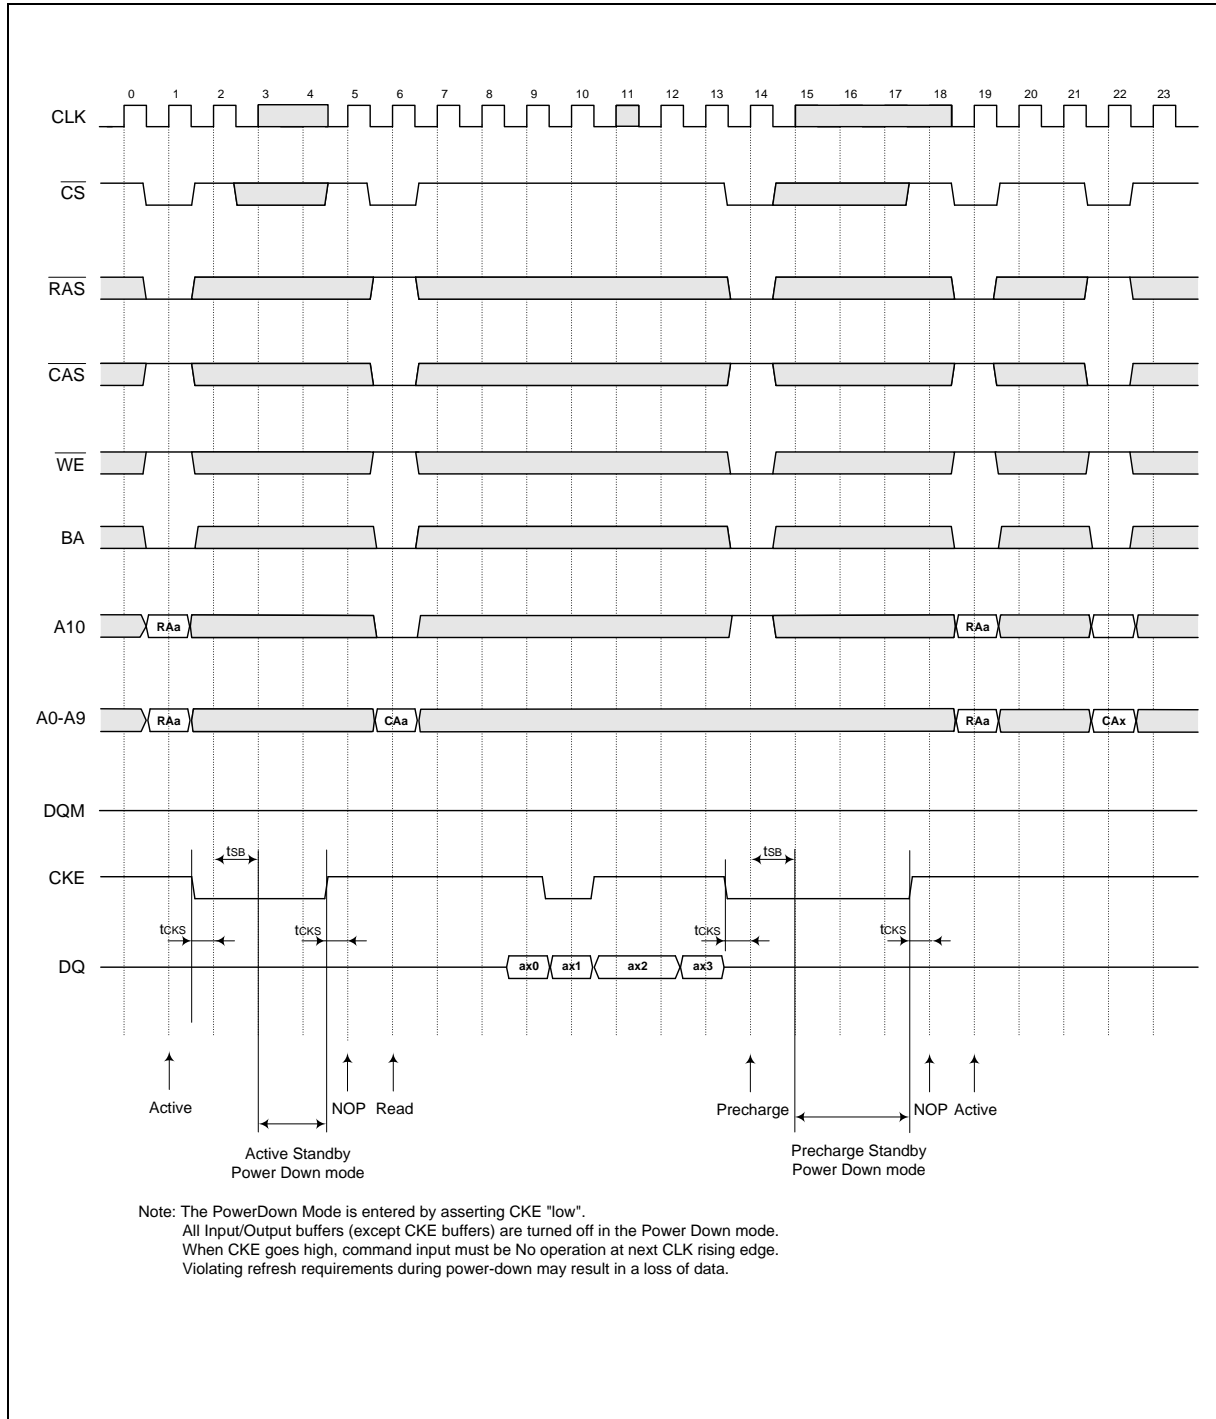 0 1 2 3 4 5 6 7 8 9 10 11 12 13 14 15 16 17 18 19 20 21 22 23
CLK
CS
RAS
CAS
WE
BA
A10 RAa RAa
A0-A9 RAa CAa RAa CAx
DQM
tSB tSB
CKE
tCKS tCKS tCKS tCKS
DQ ax0 ax1 ax2 ax3
Active NOP Read Precharge NOP Active
Active Standby
Power Down mode
Precharge Standby
Power Down mode
Note: The PowerDown Mode is entered by asserting CKE "low".
All Input/Output buffers (except CKE buffers) are turned off in the Power Down mode.
When CKE goes high, command input must be No operation at next CLK rising edge.
Violating refresh requirements during power-down may result in a loss of data.